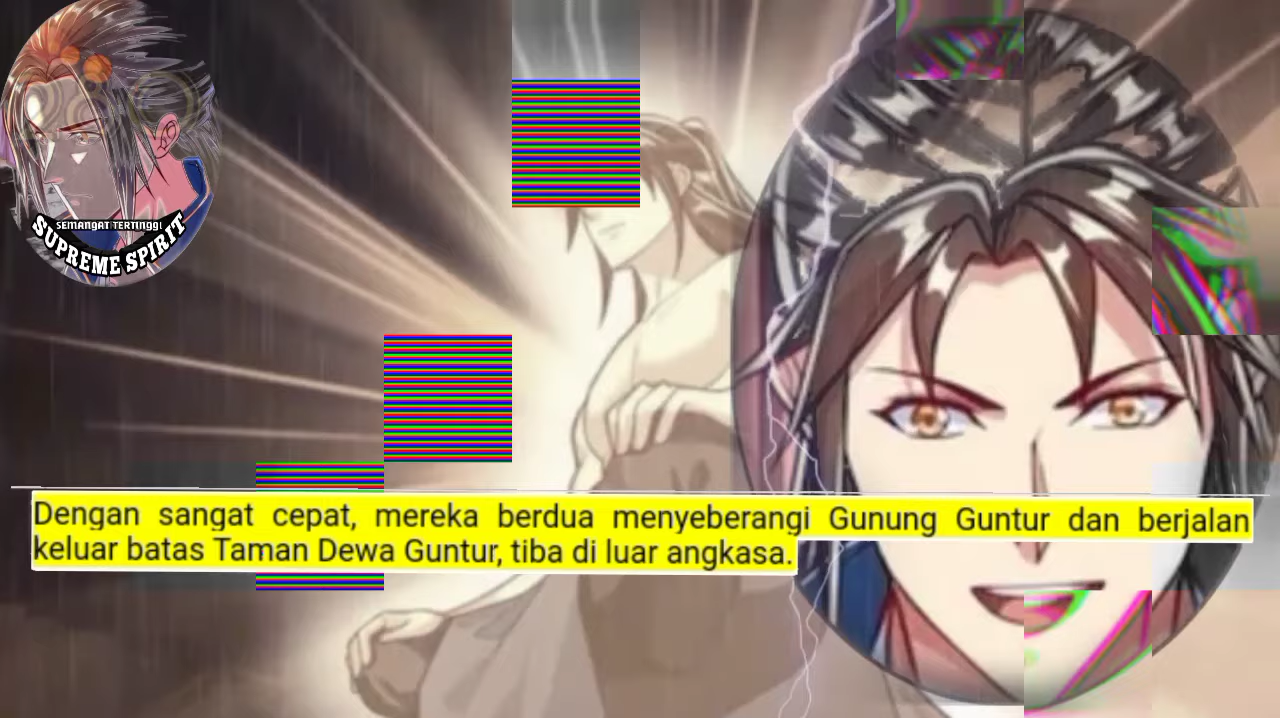 SEMANGAT TERTINGGI
SUPREME SPIRIT
Dengan sangat cepat, mereka berdua menyeberangi Gunung Guntur dan berjalan
keluar batas Taman Dewa Guntur, tiba di luar angkasa.